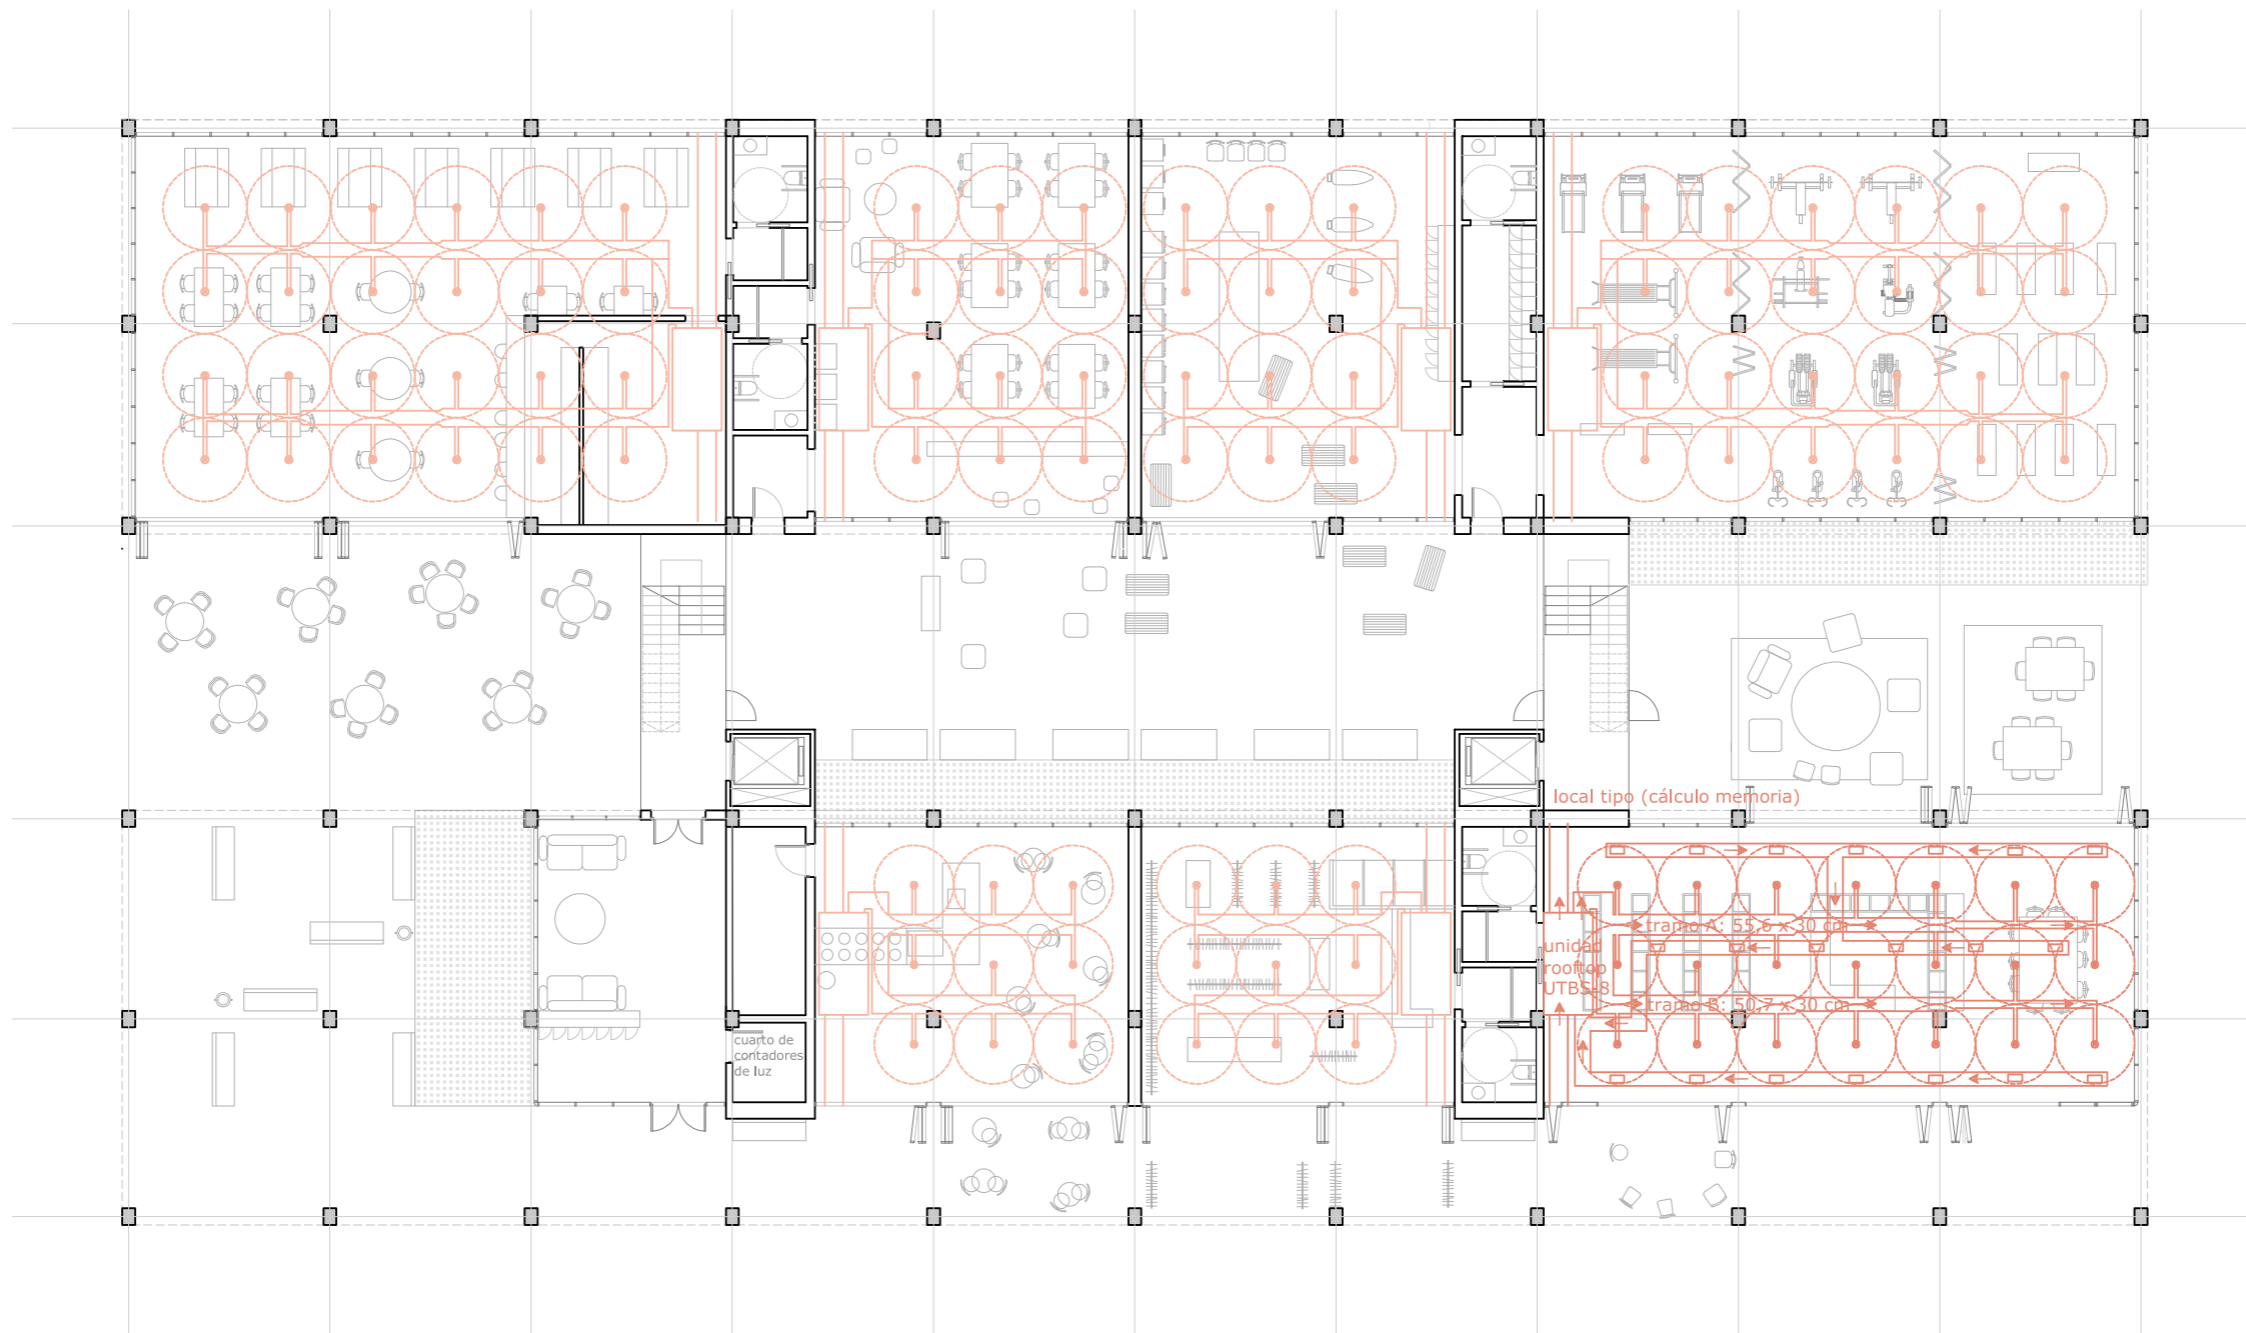 local tipo (cálculo memoria)
tramo A: 55,6 x 30 cm
unidad
rooftop
UTBS-8
tramo B: 50,7 x 30 cm
cuarto de
contadores
de luz